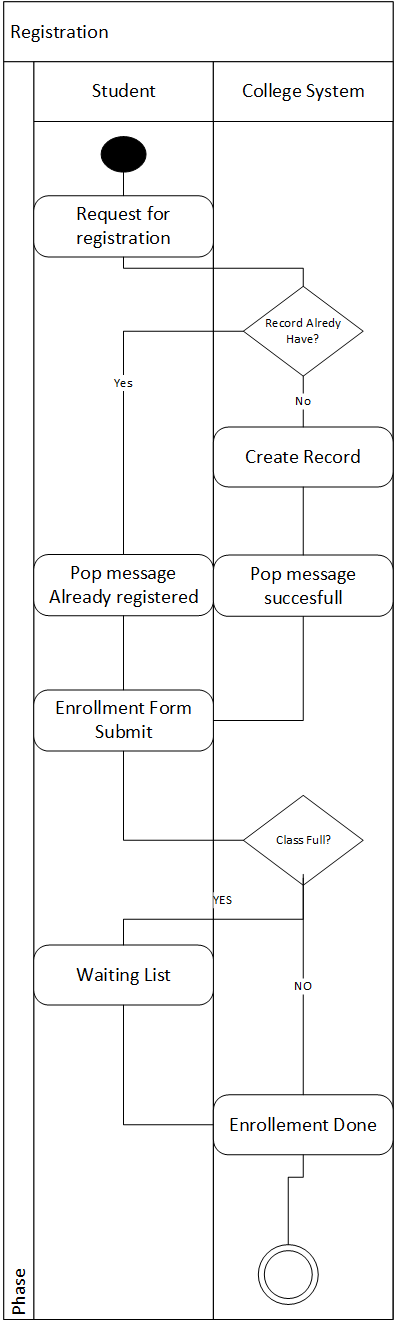 Registration
Student
College System
Request for
registration
Record Alredy
Have?
Yes
No
Create Record
Pop message
Already registered
Pop message
succesfull
Enrollment Form
Submit
Class Full?
YES
Waiting List
NO
Enrollement Done
Phase